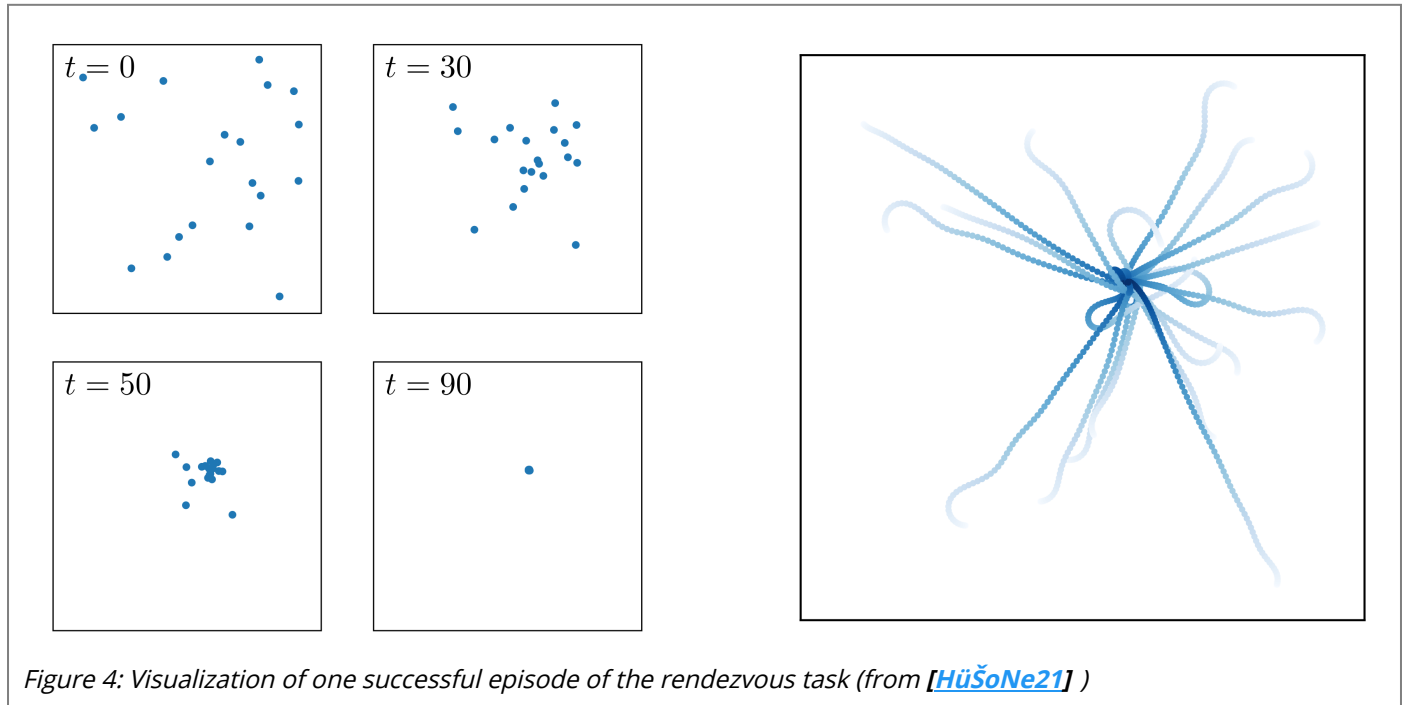 t = 0
t = 30
t = 50
t = 90
Figure 4: Visualization of one successful episode of the rendezvous task (from [HüŠoNe21] )